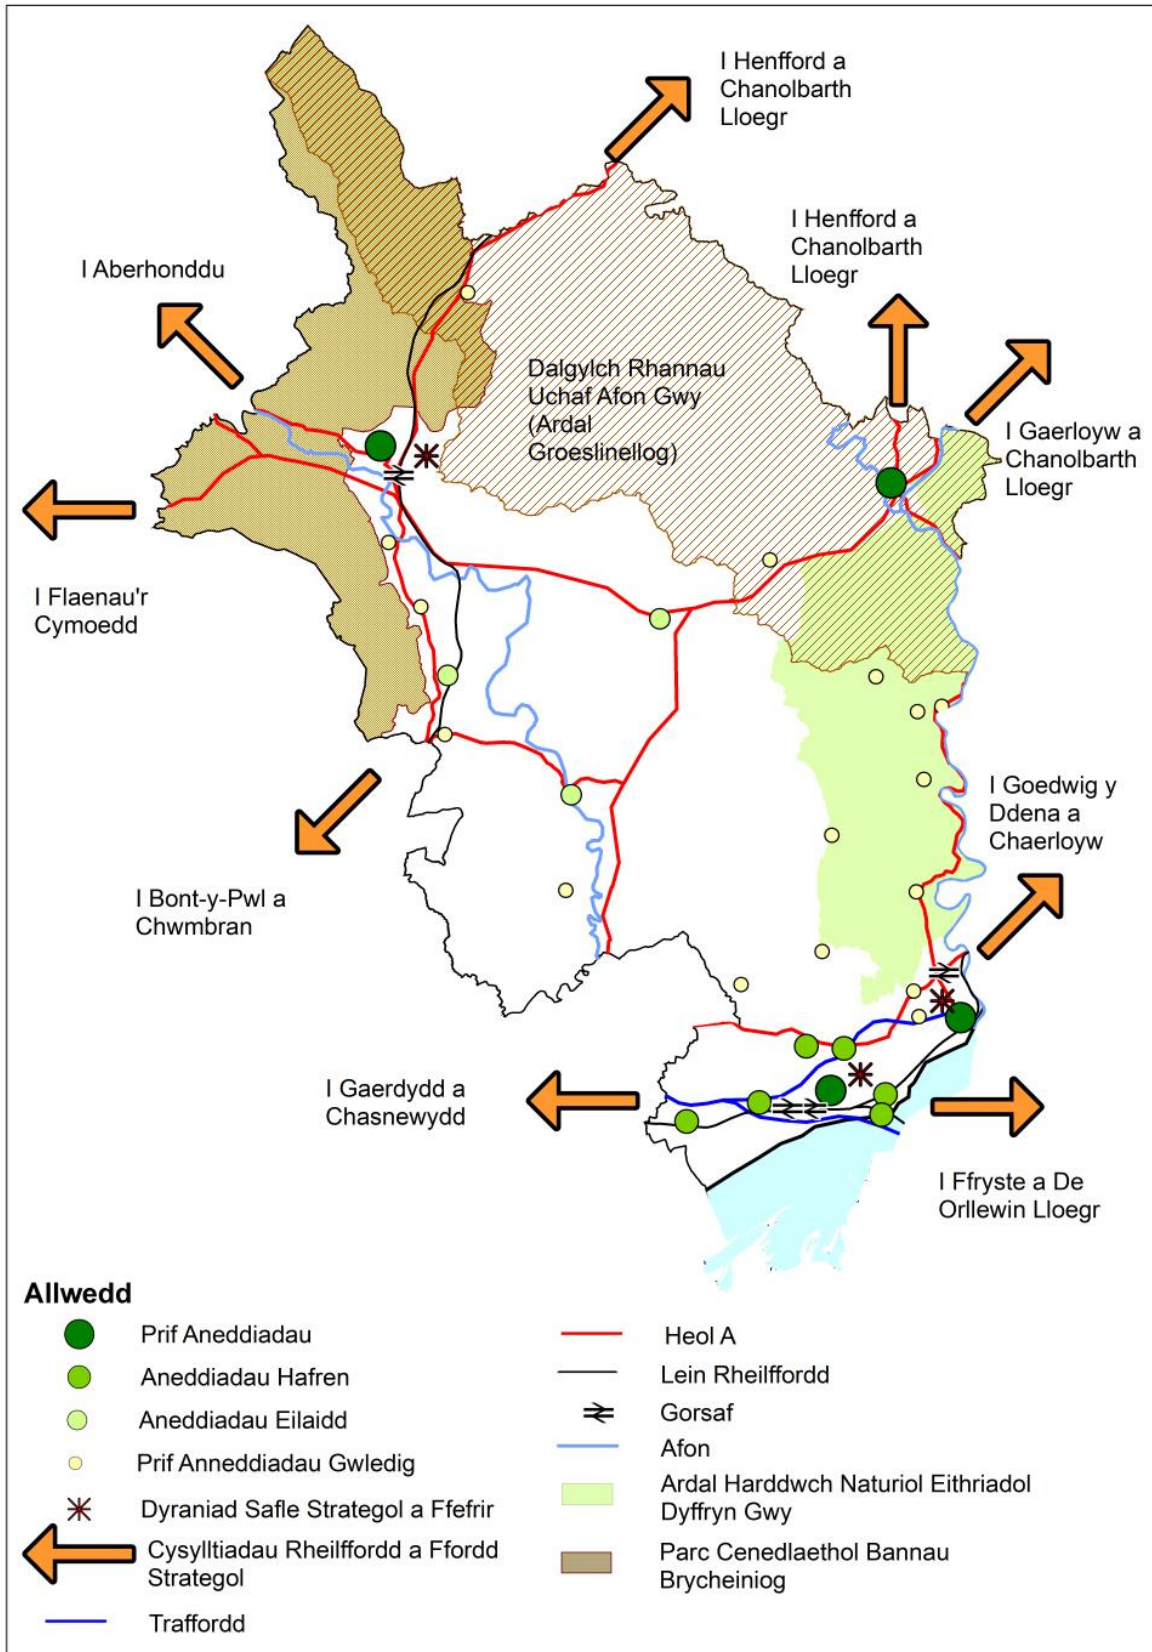 I Henfford a
Chanolbarth
Lloegr
I Henfford a
Chanolbarth
Lloegr
I Aberhonddu
Dalgylch Rhannau
Uchaf Afon Gwy
(Ardal
Groeslinellog)
I Gaerloyw a
Chanolbarth
Lloegr
I Flaenau'r
Cymoedd
I Goedwig y
Ddena a
Chaerloyw
I Bont-y-Pwl a
Chwmbran
I Gaerdydd a
Chasnewydd
I Ffryste a De
Orllewin Lloegr
Allwedd
Prif Aneddiadau
Aneddiadau Hafren
Aneddiadau Eilaidd
Prif Anneddiadau Gwledig
Dyraniad Safle Strategol a Ffefrir
Cysylltiadau Rheilffordd a Ffordd
Strategol
Traffordd
Heol A
Lein Rheilffordd
Gorsaf
Afon
Ardal Harddwch Naturiol Eithriadol
Dyffryn Gwy
Parc Cenedlaethol Bannau
Brycheiniog